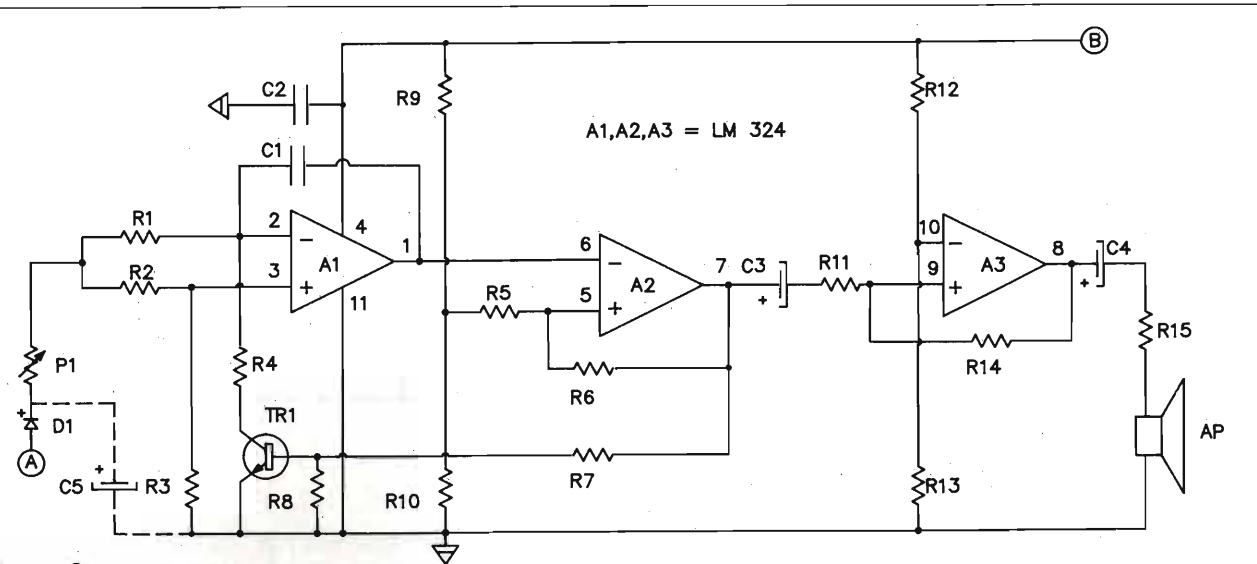 B
C2
R9
R12
A1,A2,A3 = LM 324
C1
R1
2
4
−
1
10
−
8
C4
R2
3
A1
+
6
−
7
C3
R11
9
A3
+
+
11
R5
A2
5
+
+
R15
P1
R4
R6
R14
+
D1
TR1
AP
A
+
C5
R3
R8
R10
R7
R13